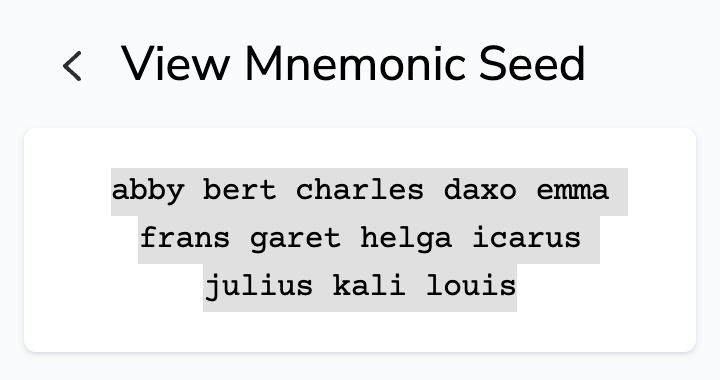 View Mnemonic Seed
abby bert charles daxo emma
frans garet helga icarus
julius kali louis